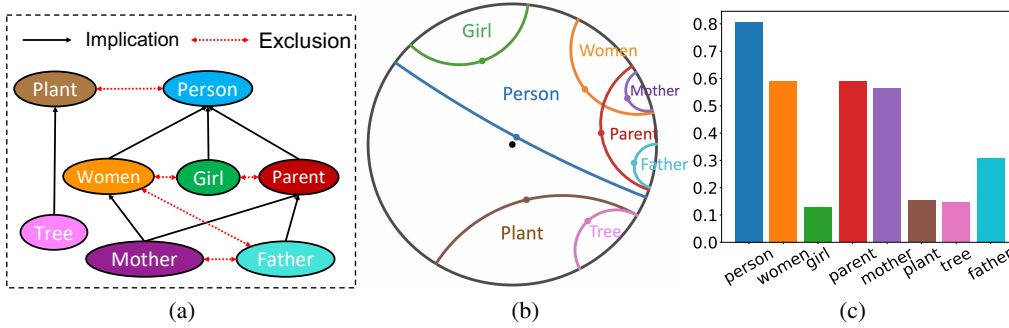 Implication
Exclusion
Plant
Person
Women
Girl
Parent
Tree
Mother
Father
(a)
Girl
Women
Person
Mother
Parent
Father
Plant
Tree
(b)
0.8
0.7
0.6
0.5
0.4
0.3
0.2
0.1
0.0
person
women
girl
parent
mother
plant
tree
father
(c)